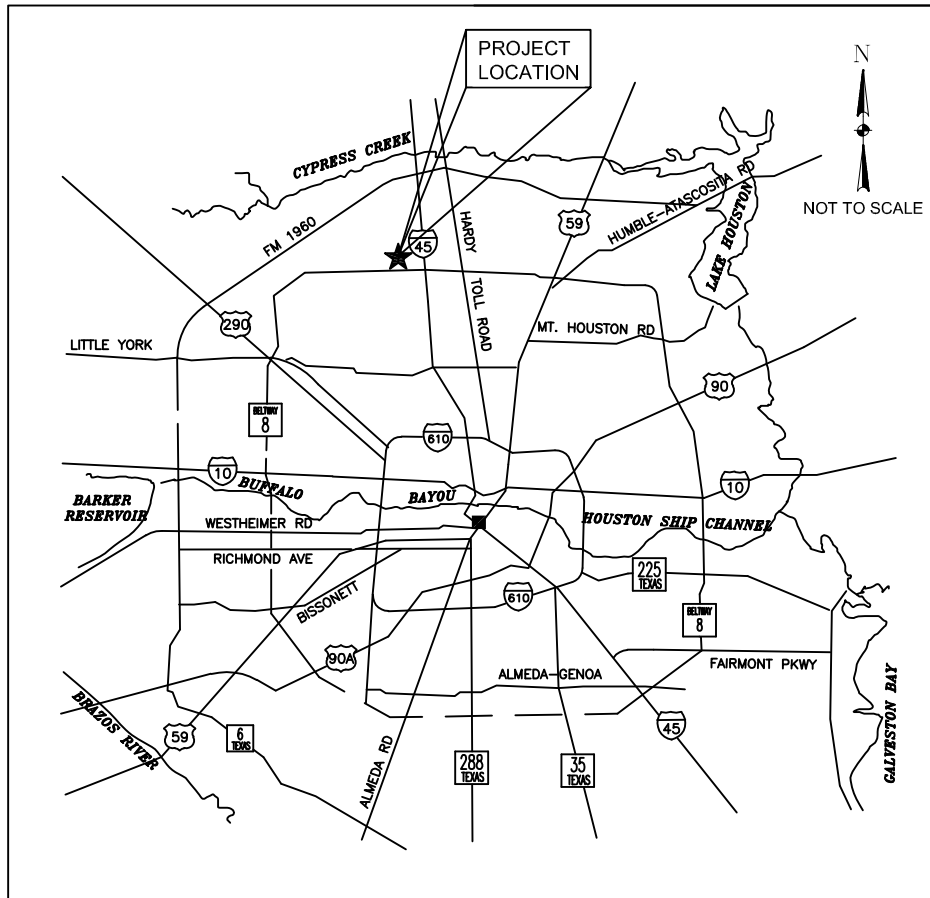 PROJECT
LOCATION
N
NOT TO SCALE
CYPRESS CREEK
HUMBLE-ATASCOSITA RD
59
FM 1960
45
HARDY
TOLL ROAD
LAKE HOUSTON
290
MT. HOUSTON RD
LITTLE YORK
90
BELTWAY
8
610
10
BUFFALO
BAYOU
10
BARKER
RESERVOIR
WESTHEIMER RD
HOUSTON SHIP CHANNEL
RICHMOND AVE
225
TEXAS
BISSONETT
610
BELTWAY
8
90A
FAIRMONT PKWY
ALMEDA-GENOA
BRAZOS RIVER
59
6
TEXAS
ALMEDA RD
288
TEXAS
35
TEXAS
45
GALVESTON BAY